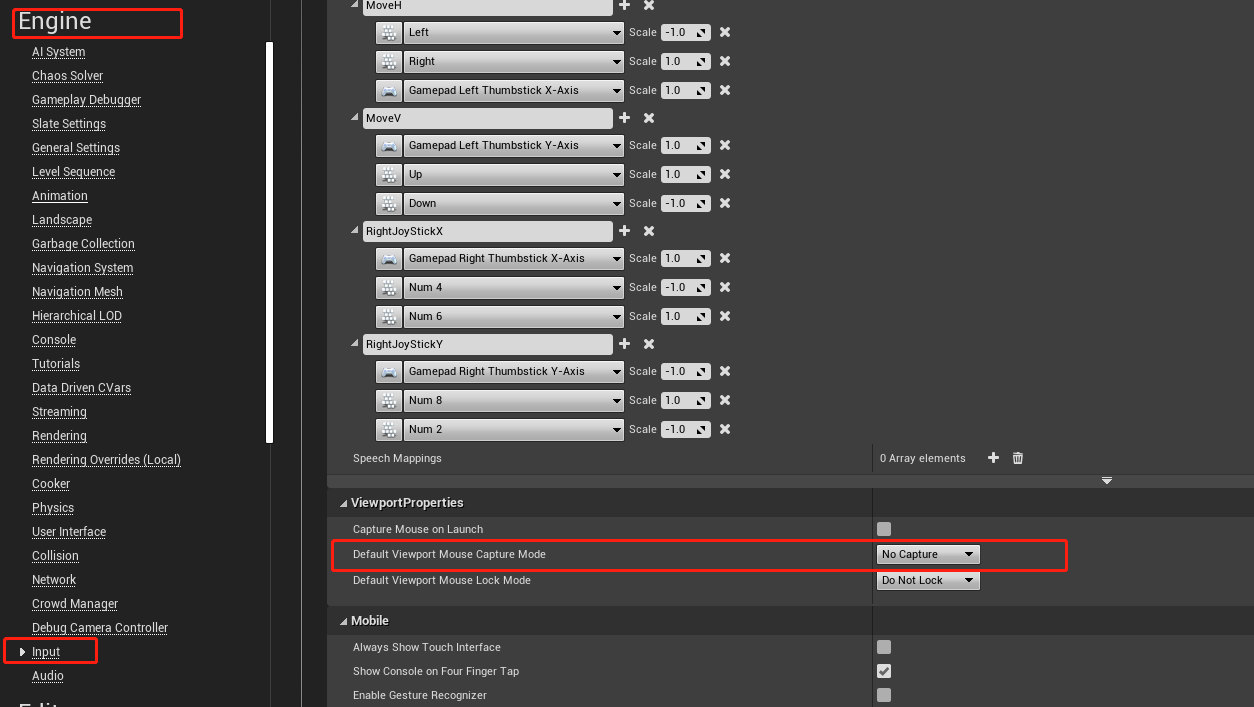 Engine
AI System
Chaos Solver
Gameplay Debugger
Slate Settings
General Settings
Level Sequence
Animation
Landscape
Garbage Collection
Navigation System
Navigation Mesh
Hierarchical LOD
Console
Tutorials
Data Driven CVars
Streaming
Rendering
Rendering Overrides (Local)
Cooker
Physics
User Interface
Collision
Network
Crowd Manager
Debug Camera Controller
Input
Audio
MoveH
Left Scale -1.0
Right Scale 1.0
Gamepad Left Thumbstick X-Axis Scale 1.0
MoveV
Gamepad Left Thumbstick Y-Axis Scale 1.0
Up Scale 1.0
Down Scale -1.0
RightJoyStickX
Gamepad Right Thumbstick X-Axis Scale 1.0
Num 4 Scale -1.0
Num 6 Scale 1.0
RightJoyStickY
Gamepad Right Thumbstick Y-Axis Scale -1.0
Num 8 Scale 1.0
Num 2 Scale -1.0
Speech Mappings 0 Array elements
ViewportProperties
Capture Mouse on Launch
Default Viewport Mouse Capture Mode No Capture
Default Viewport Mouse Lock Mode Do Not Lock
Mobile
Always Show Touch Interface
Show Console on Four Finger Tap
Enable Gesture Recognizer